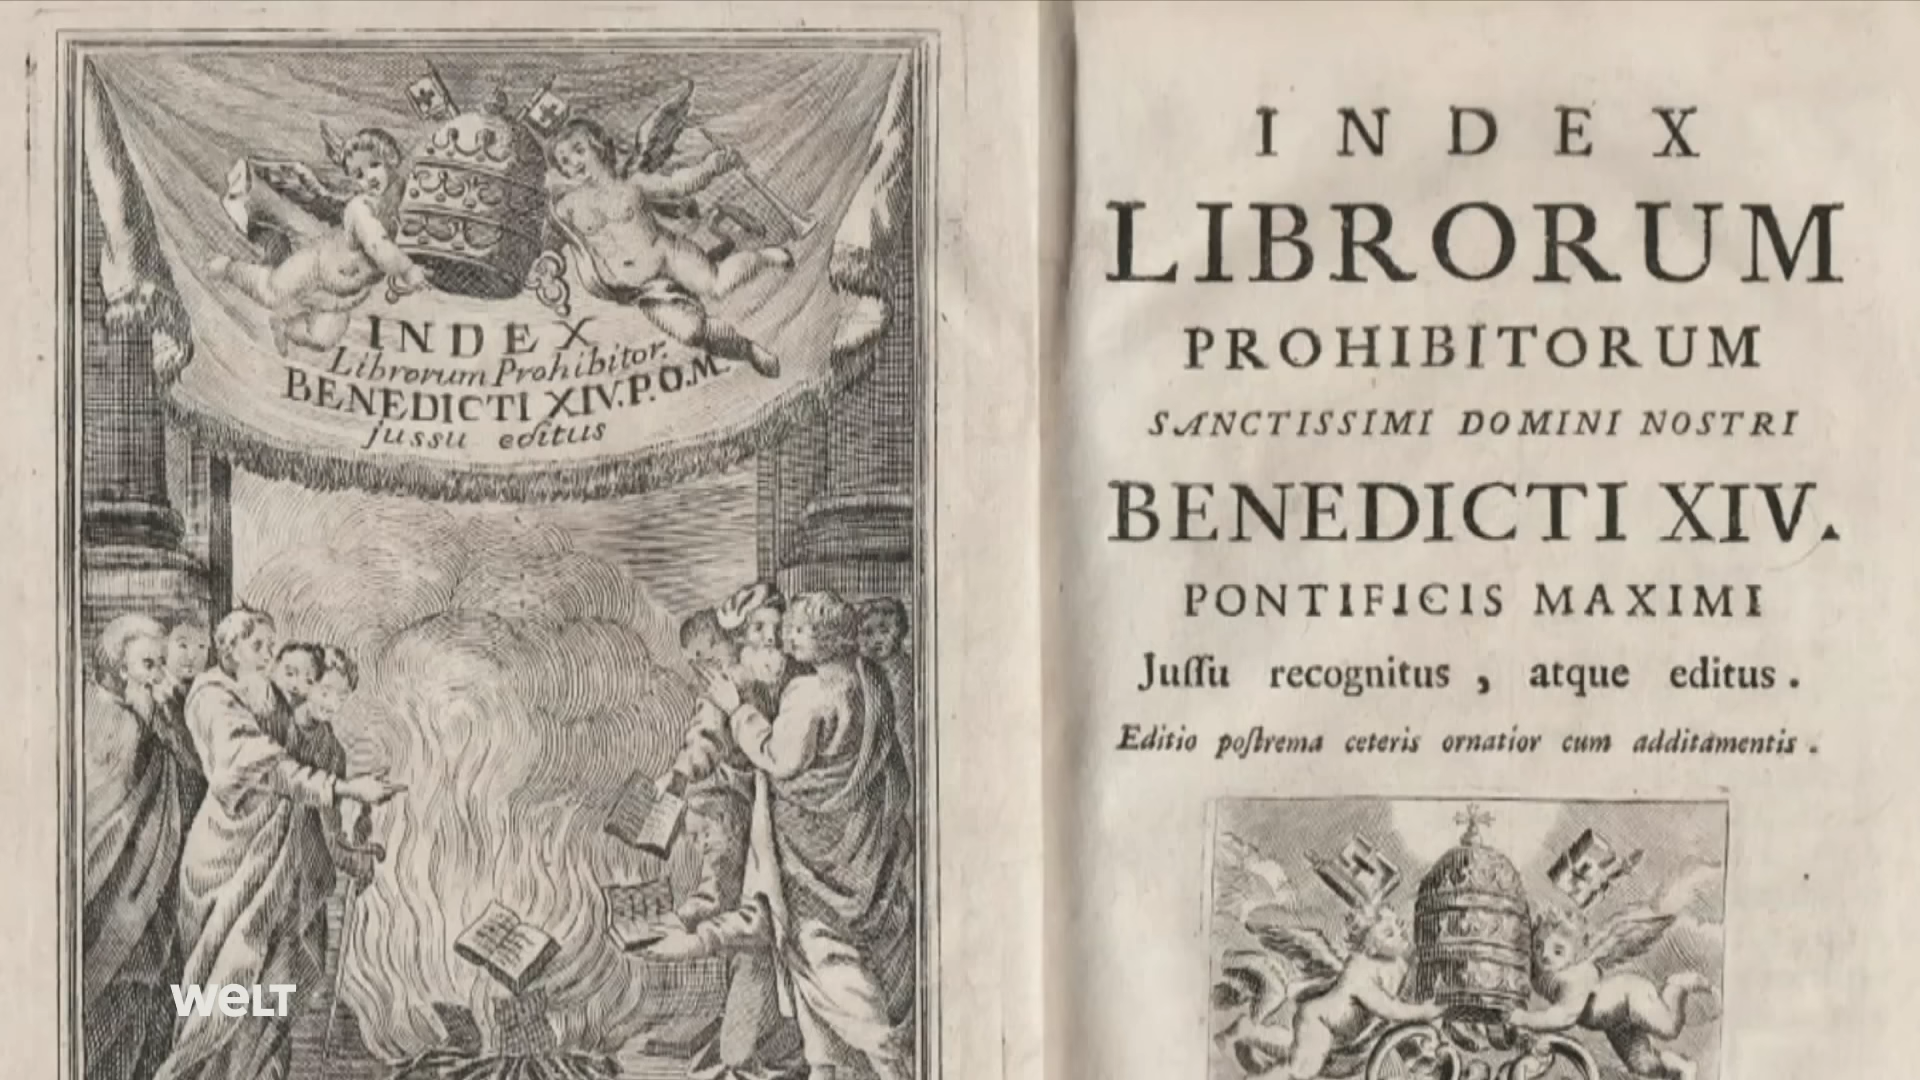 INDEX
Librorum Prohibitor.
BENEDICTI XIV. P.O.M.
jussu editus
INDEX
LIBRORUM
PROHIBITORUM
SANCTISSIMI DOMINI NOSTRI
BENEDICTI XIV.
PONTIFICIS MAXIMI
Juſſu recognitus , atque editus .
Editio poſtrema ceteris ornatior cum additamentis .
welt